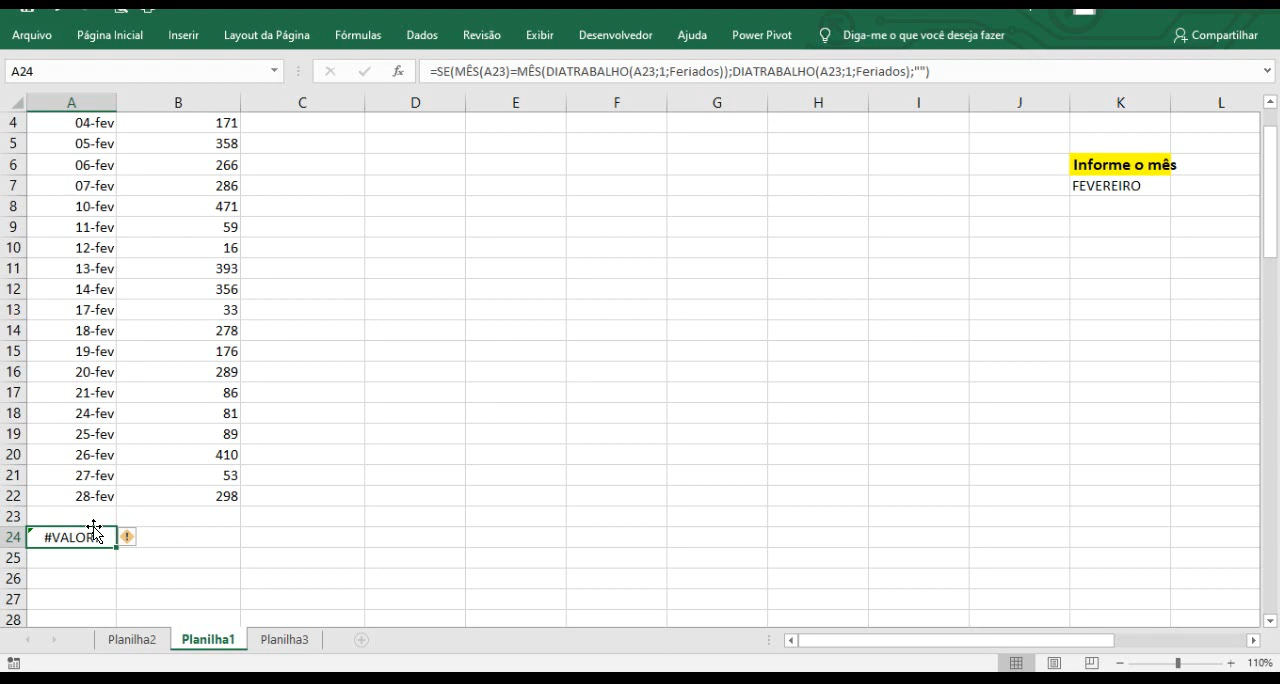 Arquivo Página Inicial Inserir Layout da Página Fórmulas Dados Revisão Exibir Desenvolvedor Ajuda Power Pivot Diga-me o que você deseja fazer Compartilhar
A24 fx =SE(MÊS(A23)=MÊS(DIATRABALHO(A23;1;Feriados));DIATRABALHO(A23;1;Feriados);"")
A B C D E F G H I J K L
4 04-fev 171
5 05-fev 358
6 06-fev 266 Informe o mês
7 07-fev 286 FEVEREIRO
8 10-fev 471
9 11-fev 59
10 12-fev 16
11 13-fev 393
12 14-fev 356
13 17-fev 33
14 18-fev 278
15 19-fev 176
16 20-fev 289
17 21-fev 86
18 24-fev 81
19 25-fev 89
20 26-fev 410
21 27-fev 53
22 28-fev 298
23
24 #VALOR!
25
26
27
28
Planilha2 Planilha1 Planilha3
110%